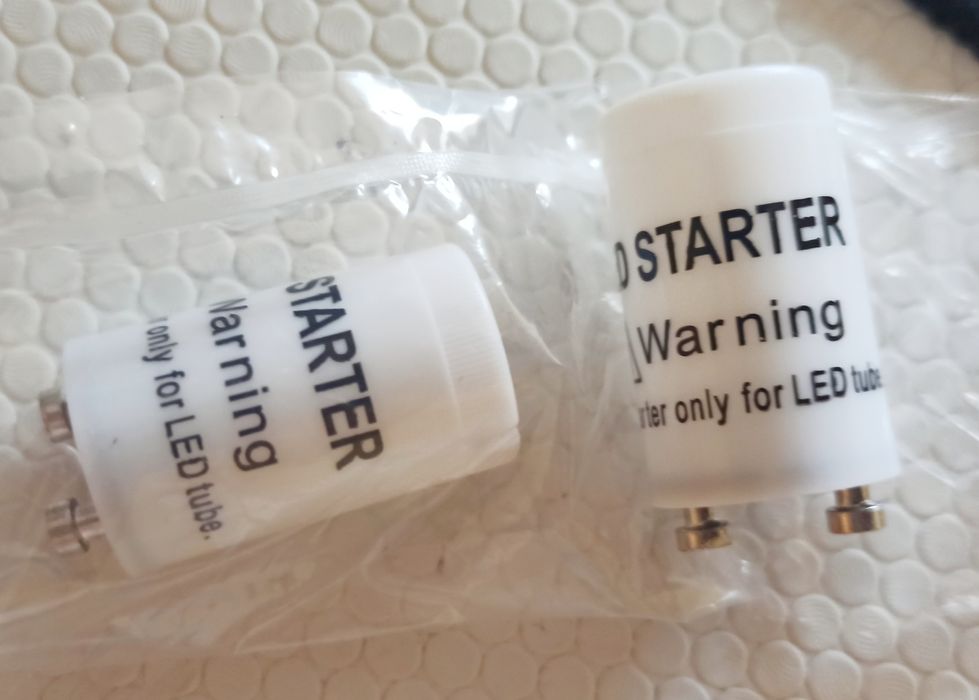 STARTER
Warning
only for LED tube.
D STARTER
Warning
rter only for LED tube